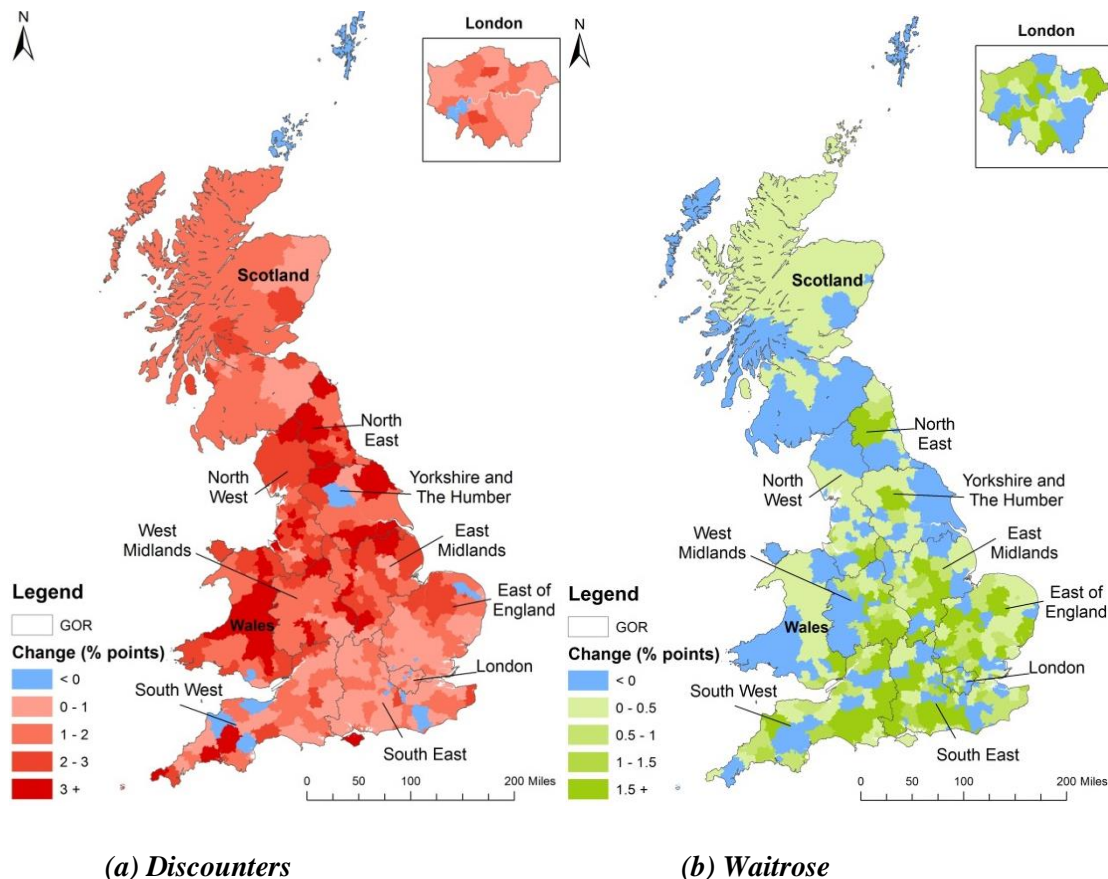 N
London
Scotland
North
East
North
West
Yorkshire and
The Humber
West
Midlands
East
Midlands
East of
England
Wales
London
South West
South East
Legend
GOR
Change (% points)
< 0
0 - 1
1 - 2
2 - 3
3 +
0 50 100 200 Miles
(a) Discounters
N
London
Scotland
North
East
North
West
Yorkshire and
The Humber
West
Midlands
East
Midlands
East of
England
Wales
London
South West
South East
Legend
GOR
Change (% points)
< 0
0 - 0.5
0.5 - 1
1 - 1.5
1.5 +
0 50 100 200 Miles
(b) Waitrose